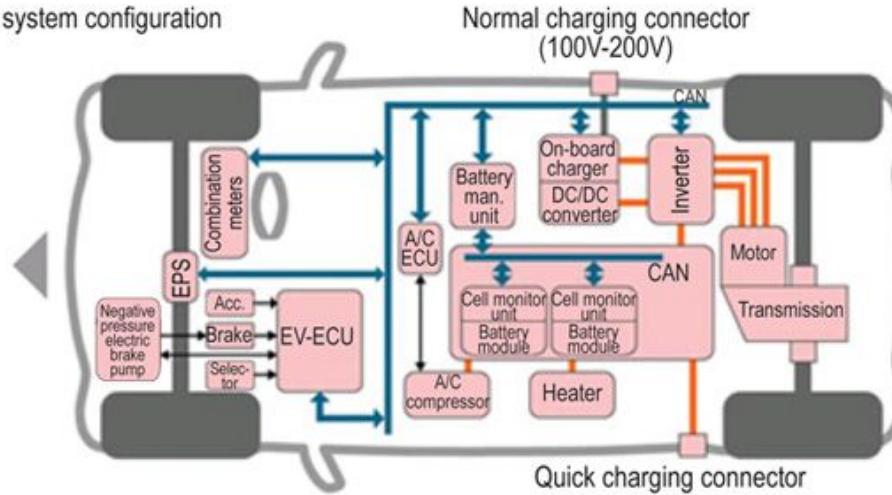 system configuration
Normal charging connector
(100V-200V)
CAN
Combination
meters
Battery
man.
unit
On-board
charger
DC/DC
converter
Inverter
A/C
ECU
EPS
CAN
Motor
Acc.
Negative
pressure
electric
brake
pump
Brake
EV-ECU
Selec-
tor
Cell monitor
unit
Battery
module
Cell monitor
unit
Battery
module
Transmission
A/C
compressor
Heater
Quick charging connector